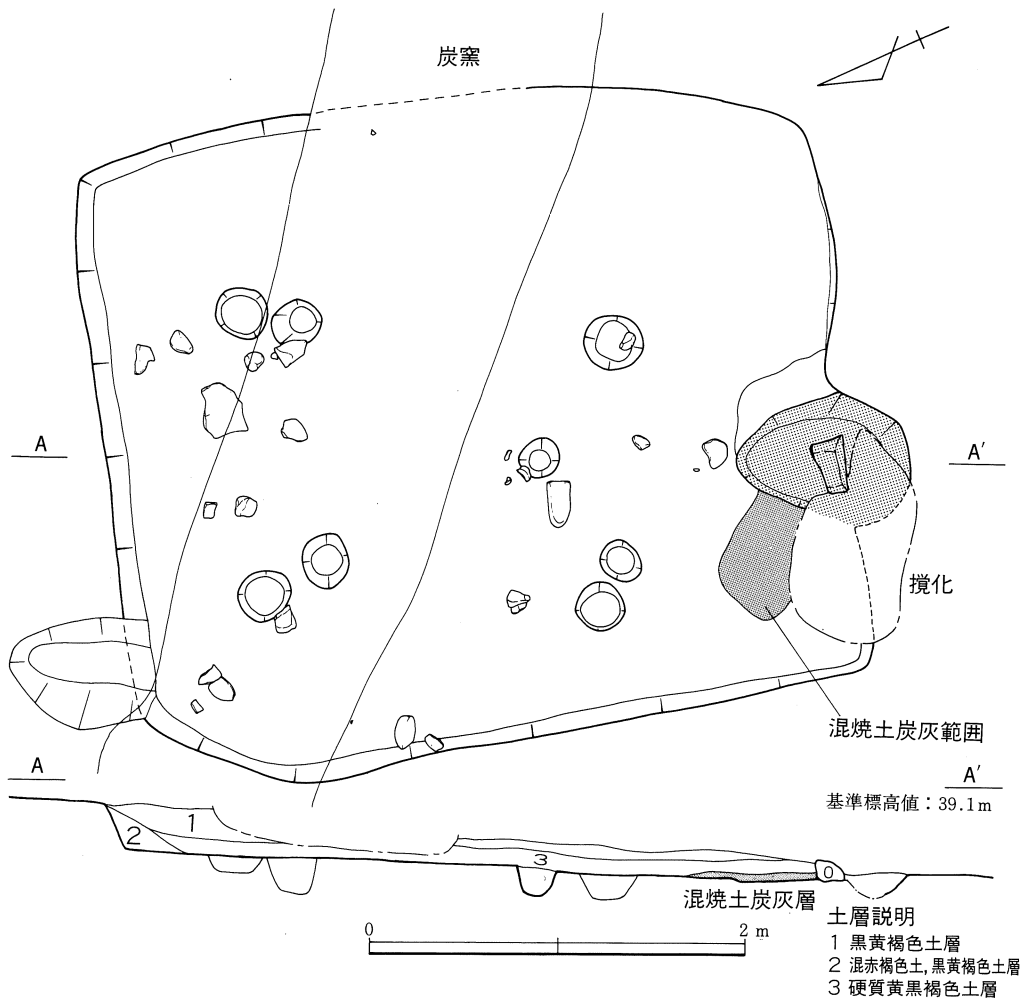 炭窯
A
A′
撹化
混焼土炭灰範囲
A
A′
基準標高値：39.1m
1
2
3
0
混焼土炭灰層
土層説明
1 黒黄褐色土層
2 混赤褐色土,黒黄褐色土層
3 硬質黄黒褐色土層
0
2 m